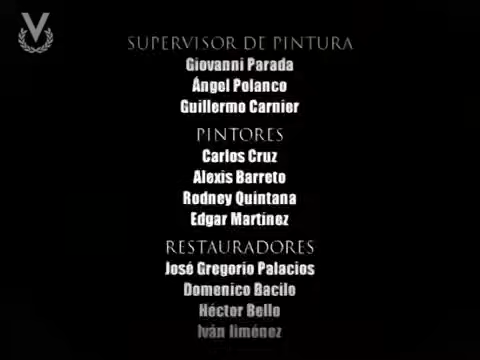 SUPERVISOR DE PINTURA
Giovanni Parada
Ángel Polanco
Guillermo Carnier
PINTORES
Carlos Cruz
Alexis Barreto
Rodney Quintana
Edgar Martínez
RESTAURADORES
José Gregorio Palacios
Domenico Bacilo
Héctor Bello
Iván Jiménez